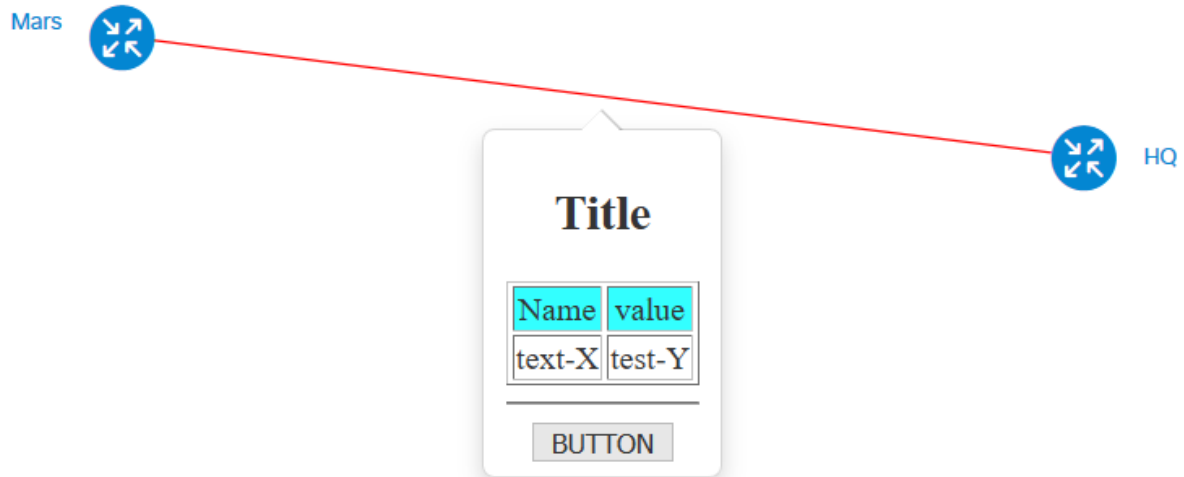 Mars
HQ
Title
Name value
text-X test-Y
BUTTON